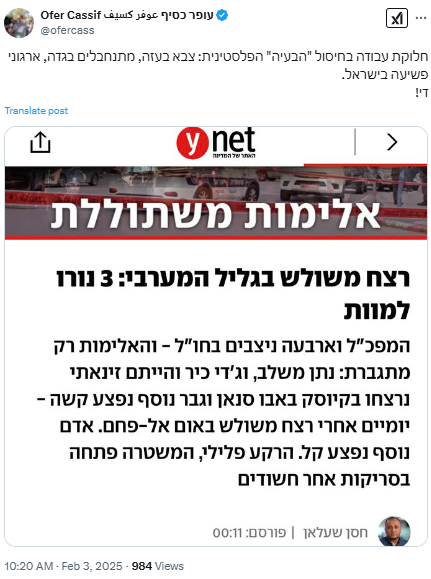 Ofer Cassif עופר כסיף عوفر كسيف
@ofercass
חלוקת עבודה בחיסול "הבעיה" הפלסטינית: צבא בעזה, מתנחבלים בגדה, ארגוני
פשיעה בישראל.
די!
Translate post
ynet
האתר של המדינה
אלימות משתוללת
רצח משולש בגליל המערבי: 3 נורו
למוות
המפכ"ל וארבעה ניצבים בחו"ל - והאלימות רק
מתגברת: נתן משלב, וג'די כיר והייתם זינאתי
נרצחו בקיוסק באבו סנאן וגבר נוסף נפצע קשה -
יומיים אחרי רצח משולש באום אל-פחם. אדם
נוסף נפצע קל. הרקע פלילי, המשטרה פתחה
בסריקות אחר חשודים
חסן שעלאן | פורסם: 00:11
10:20 AM · Feb 3, 2025 · 984 Views